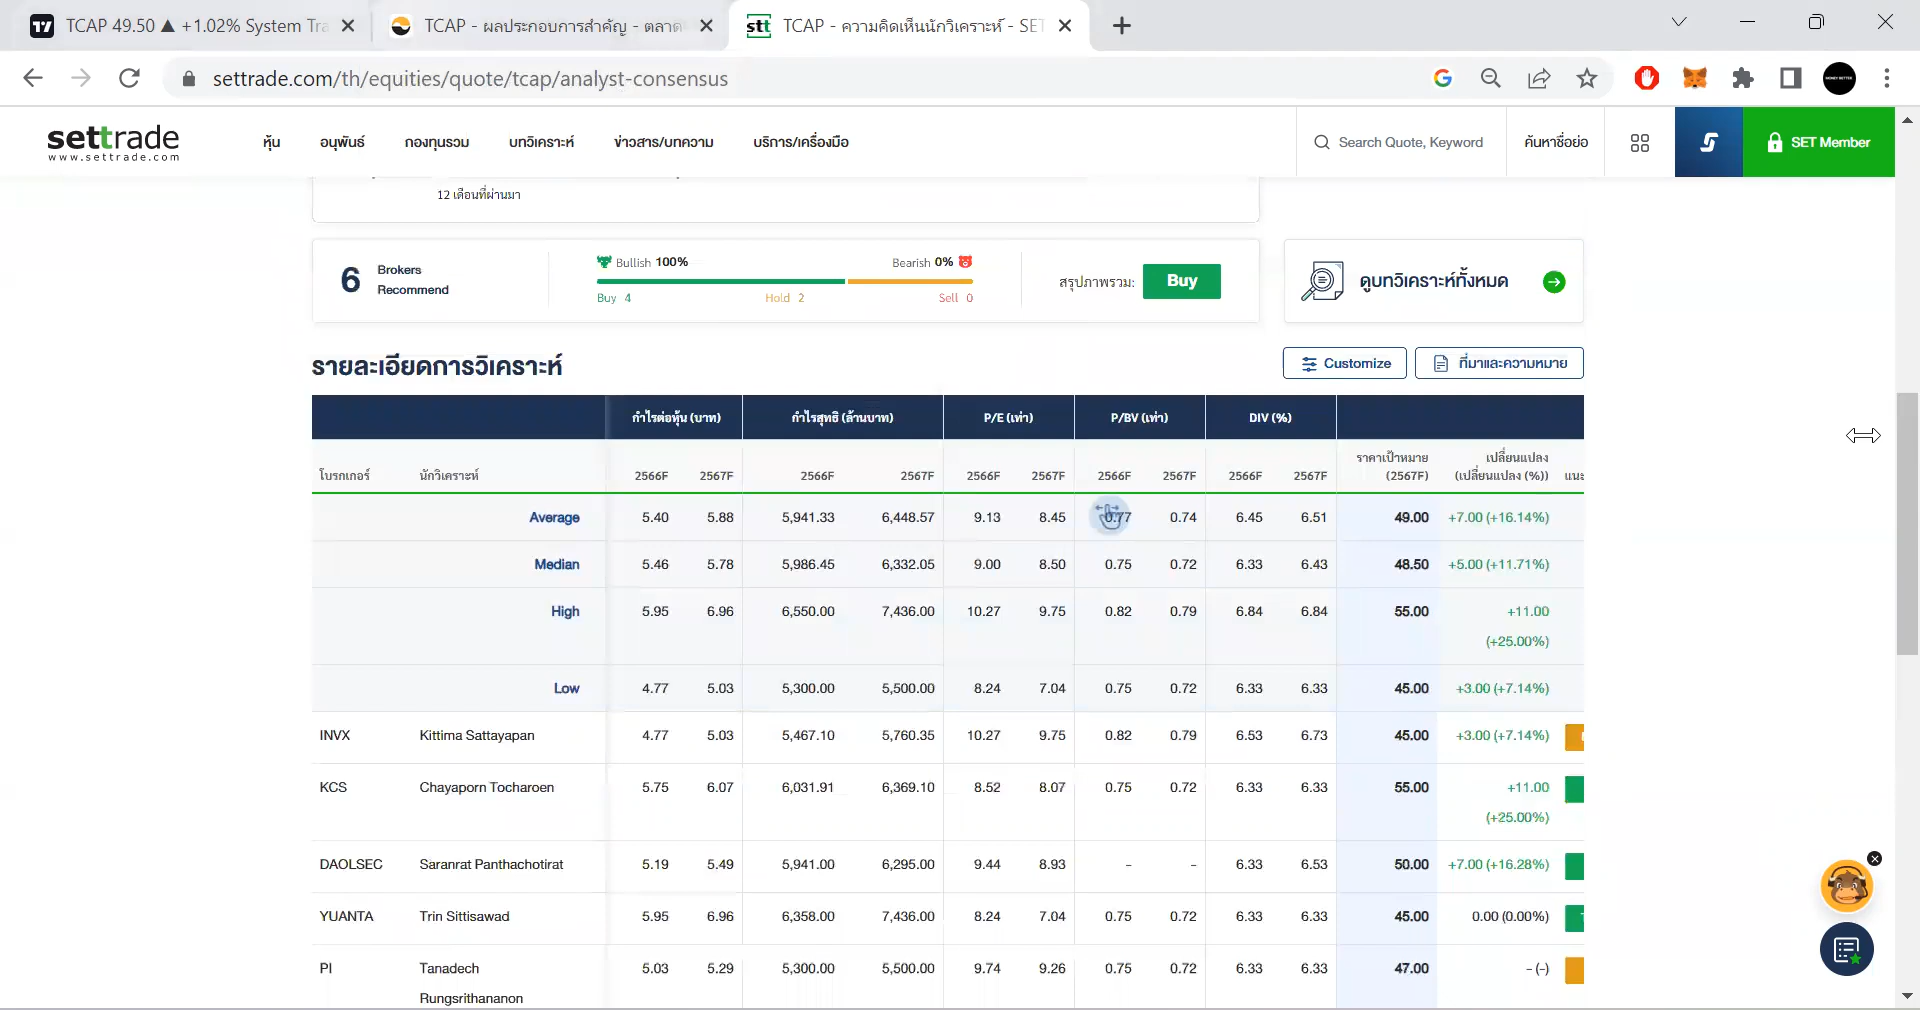 TCAP 49.50 ▲ +1.02% System Tra
TCAP - ผลประกอบการสำคัญ - ตลาด
TCAP - ความคิดเห็นนักวิเคราะห์ - SET
settrade.com/th/equities/quote/tcap/analyst-consensus
settrade
www.settrade.com
หุ้น อนุพันธ์ กองทุนรวม บทวิเคราะห์ ข่าวสาร/บทความ บริการ/เครื่องมือ
Search Quote, Keyword
ค้นหาชื่อย่อ
SET Member
12 เดือนที่ผ่านมา
6 Brokers Recommend
Bullish 100% Bearish 0%
Buy 4 Hold 2 Sell 0
สรุปภาพรวม: Buy
ดูบทวิเคราะห์ทั้งหมด
รายละเอียดการวิเคราะห์
Customize
ที่มาและความหมาย
กำไรต่อหุ้น (บาท) กำไรสุทธิ (ล้านบาท) P/E (เท่า) P/BV (เท่า) DIV (%)
โบรกเกอร์ นักวิเคราะห์ 2566F 2567F 2566F 2567F 2566F 2567F 2566F 2567F 2566F 2567F ราคาเป้าหมาย (2567F) เปลี่ยนแปลง (เปลี่ยนแปลง (%)) แนะ
Average 5.40 5.88 5,941.33 6,448.57 9.13 8.45 0.77 0.74 6.45 6.51 49.00 +7.00 (+16.14%)
Median 5.46 5.78 5,986.45 6,332.05 9.00 8.50 0.75 0.72 6.33 6.43 48.50 +5.00 (+11.71%)
High 5.95 6.96 6,550.00 7,436.00 10.27 9.75 0.82 0.79 6.84 6.84 55.00 +11.00
(+25.00%)
Low 4.77 5.03 5,300.00 5,500.00 8.24 7.04 0.75 0.72 6.33 6.33 45.00 +3.00 (+7.14%)
INVX Kittima Sattayapan 4.77 5.03 5,467.10 5,760.35 10.27 9.75 0.82 0.79 6.53 6.73 45.00 +3.00 (+7.14%)
KCS Chayaporn Tocharoen 5.75 6.07 6,031.91 6,369.10 8.52 8.07 0.75 0.72 6.33 6.33 55.00 +11.00
(+25.00%)
DAOLSEC Saranrat Panthachotirat 5.19 5.49 5,941.00 6,295.00 9.44 8.93 - - 6.33 6.53 50.00 +7.00 (+16.28%)
YUANTA Trin Sittisawad 5.95 6.96 6,358.00 7,436.00 8.24 7.04 0.75 0.72 6.33 6.33 45.00 0.00 (0.00%)
PI Tanadech 5.03 5.29 5,300.00 5,500.00 9.74 9.26 0.75 0.72 6.33 6.33 47.00 - (-)
Rungsrithananon